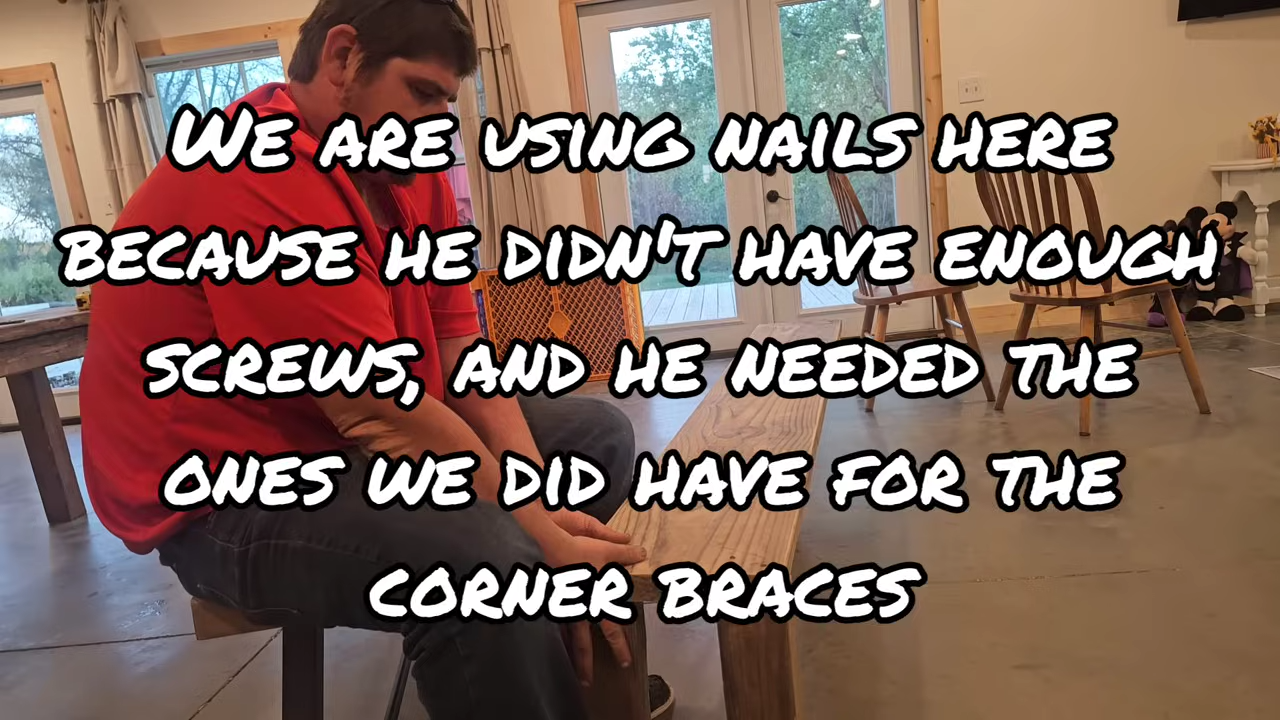 We are using nails here
because he didn't have enough
screws, and he needed the
ones we did have for the
corner braces